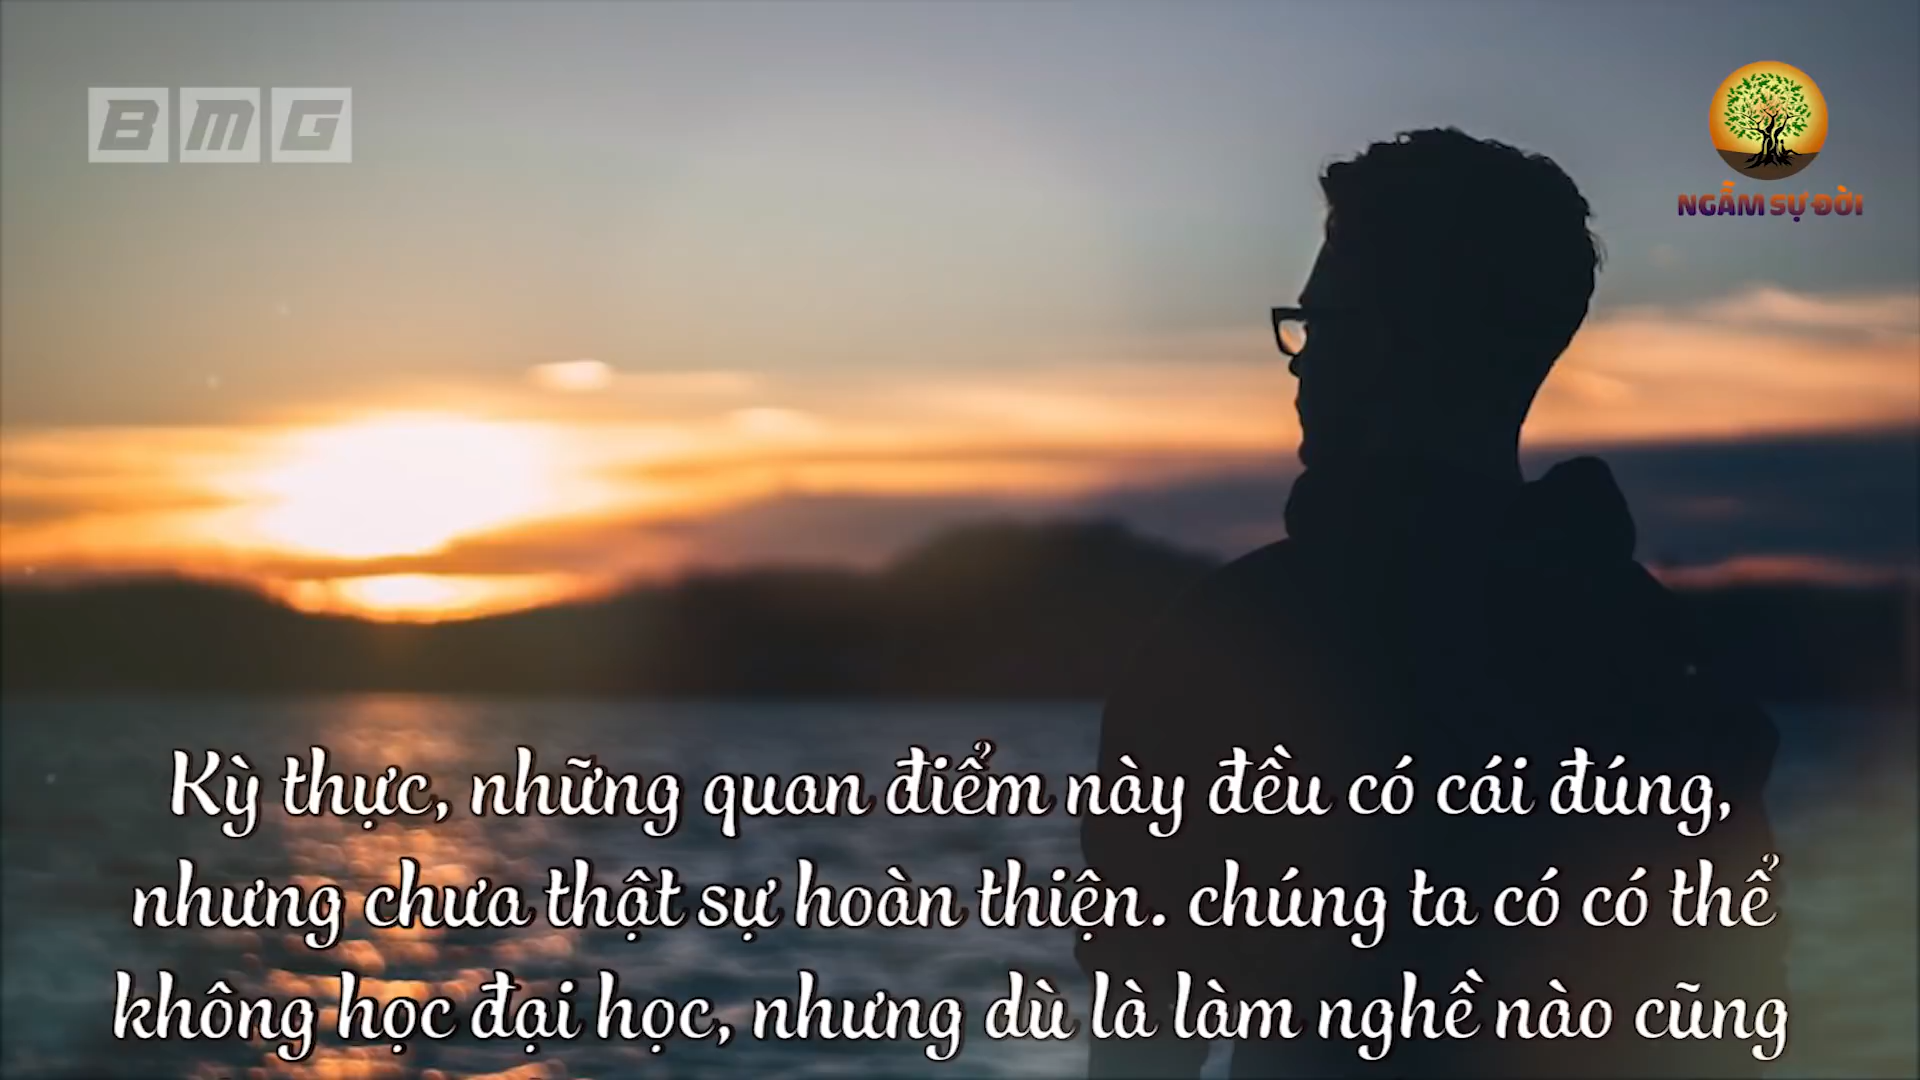 BMG
NGẪM SỰ ĐỜI
Kỳ thực, những quan điểm này đều có cái đúng,
nhưng chưa thật sự hoàn thiện. chúng ta có có thể
không học đại học, nhưng dù là làm nghề nào cũng